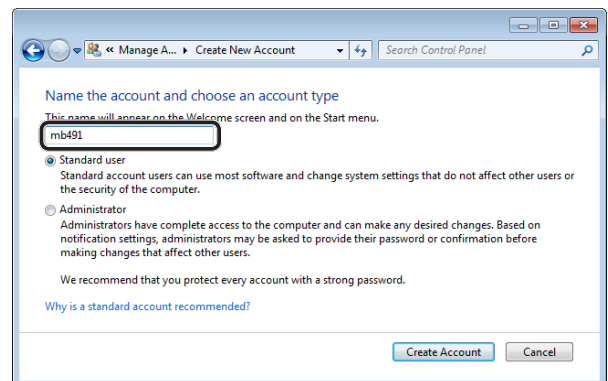 « Manage A... ▸ Create New Account
Search Control Panel
Name the account and choose an account type
This name will appear on the Welcome screen and on the Start menu.
mb491
Standard user
Standard account users can use most software and change system settings that do not affect other users or
the security of the computer.
Administrator
Administrators have complete access to the computer and can make any desired changes. Based on
notification settings, administrators may be asked to provide their password or confirmation before
making changes that affect other users.
We recommend that you protect every account with a strong password.
Why is a standard account recommended?
Create Account
Cancel